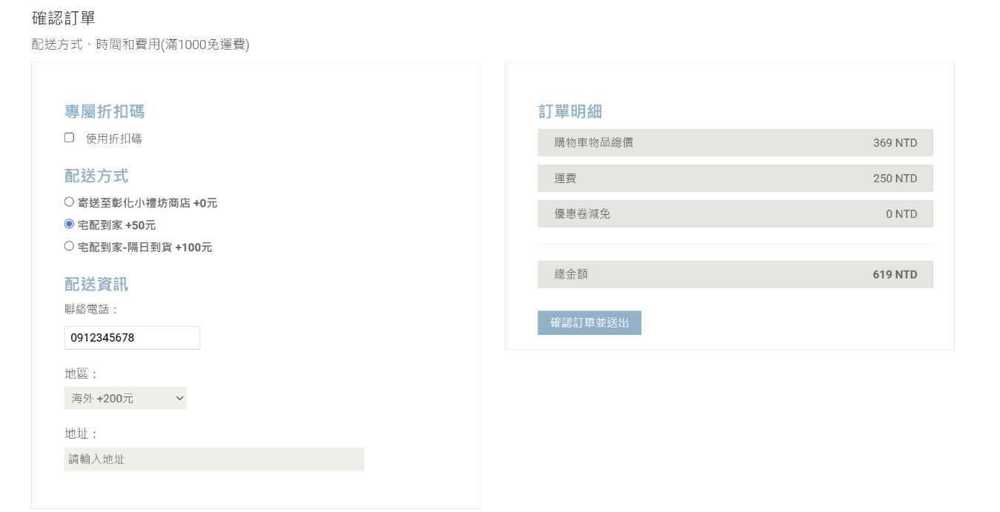 確認訂單
配送方式、時間和費用(滿1000免運費)
專屬折扣碼
使用折扣碼
配送方式
寄送至彰化小禮坊商店 +0元
宅配到家 +50元
宅配到家-隔日到貨 +100元
配送資訊
聯絡電話：
0912345678
地區：
海外 +200元
地址：
請輸入地址
訂單明細
購物車物品總價 369 NTD
運費 250 NTD
優惠卷減免 0 NTD
總金額 619 NTD
確認訂單並送出